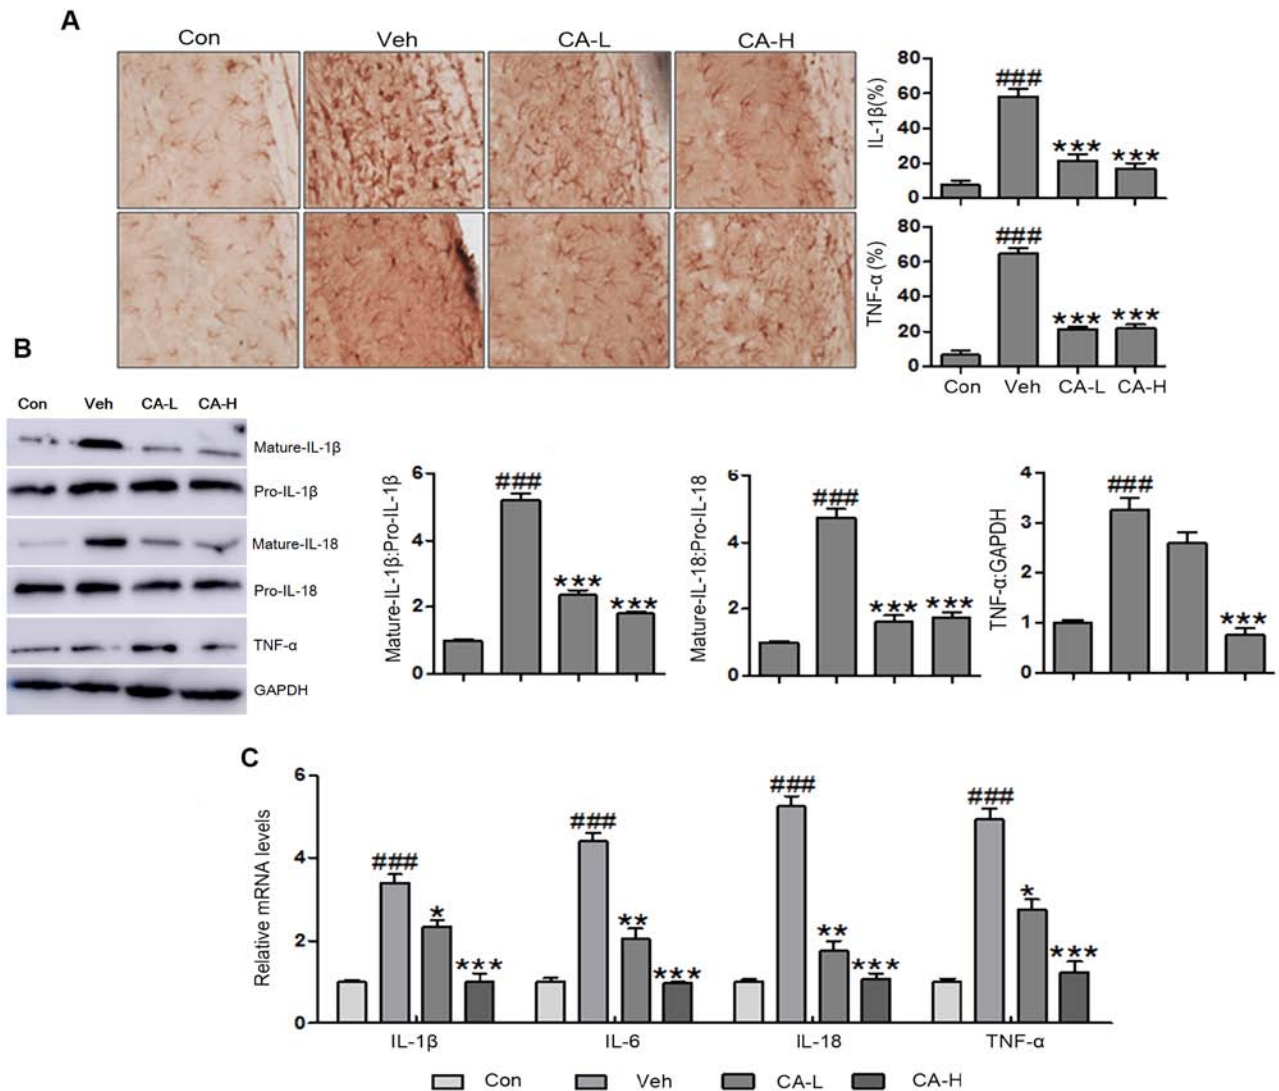 A
Con Veh CA-L CA-H
80
60
40
20
0
IL-1β(%)
###
***
***
80
60
40
20
0
TNF-α (%)
###
***
***
Con Veh CA-L CA-H
B
Con Veh CA-L CA-H
Mature-IL-1β
Pro-IL-1β
Mature-IL-18
Pro-IL-18
TNF-α
GAPDH
6
4
2
0
Mature-IL-1β:Pro-IL-1β
###
***
***
6
4
2
0
Mature-IL-18:Pro-IL-18
###
***
***
4
3
2
1
0
TNF-α:GAPDH
###
***
C
6
4
2
0
Relative mRNA levels
###
*
***
###
**
***
###
**
***
###
*
***
IL-1β IL-6 IL-18 TNF-α
Con Veh CA-L CA-H